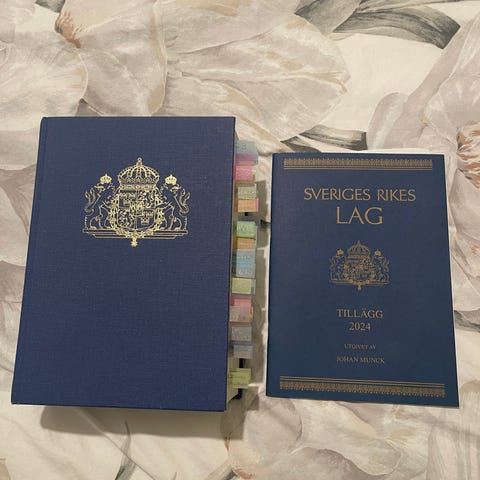 SVERIGES RIKES
LAG
TILLÄGG
2024
UTGIVET AV
JOHAN MUNCK